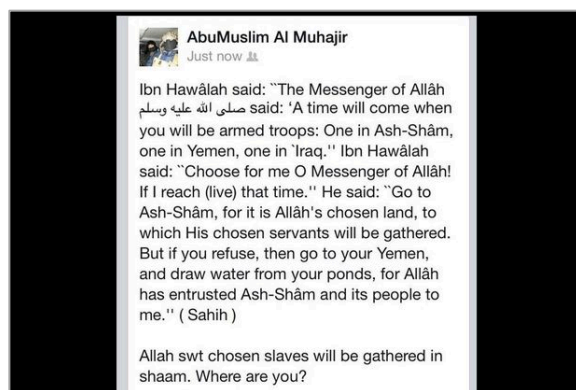 AbuMuslim Al Muhajir
Just now
Ibn Hawâlah said: ``The Messenger of Allâh
صلى الله عليه وسلم said: ‘A time will come when
you will be armed troops: One in Ash-Shâm,
one in Yemen, one in `Iraq.'' Ibn Hawâlah
said: ``Choose for me O Messenger of Allâh!
If I reach (live) that time.'' He said: ``Go to
Ash-Shâm, for it is Allâh's chosen land, to
which His chosen servants will be gathered.
But if you refuse, then go to your Yemen,
and draw water from your ponds, for Allâh
has entrusted Ash-Shâm and its people to
me.'' ( Sahih )
Allah swt chosen slaves will be gathered in
shaam. Where are you?